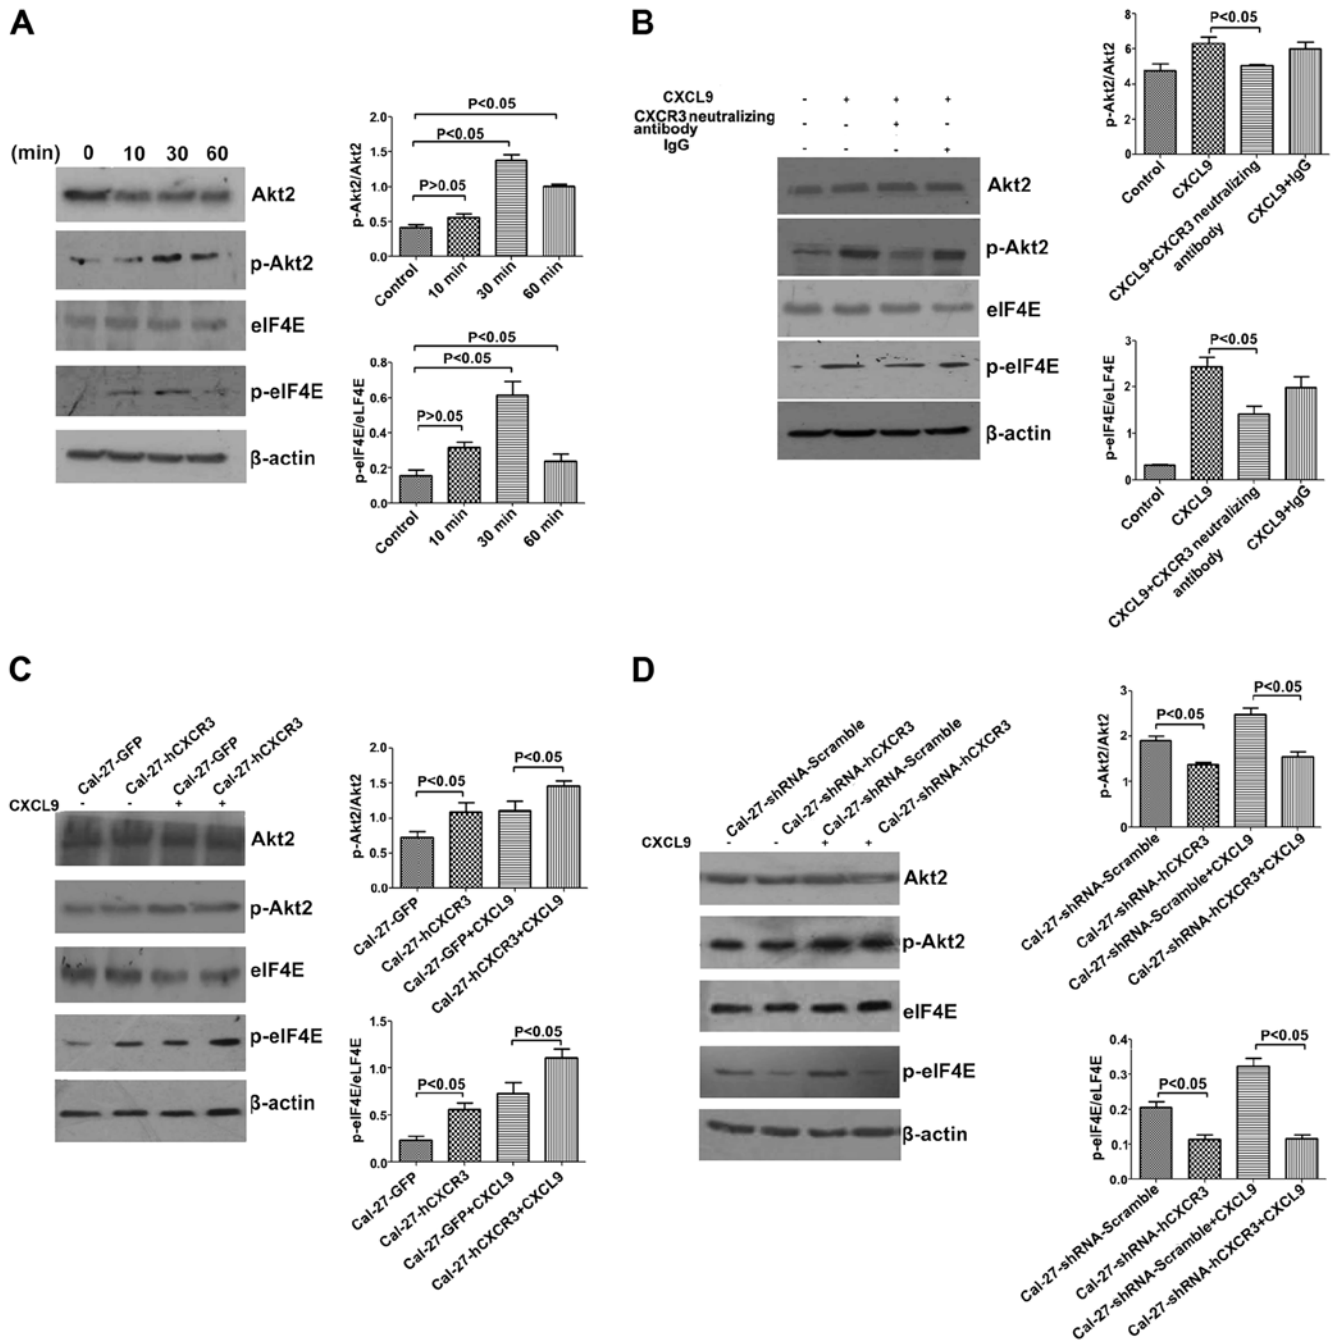 A
(min) 0 10 30 60
Akt2
p-Akt2
eIF4E
p-eIF4E
β-actin
p-Akt2/Akt2
2.0
1.5
1.0
0.5
0.0
P<0.05
P<0.05
P>0.05
Control
10 min
30 min
60 min
p-eIF4E/eLF4E
0.8
0.6
0.4
0.2
0.0
P<0.05
P<0.05
P>0.05
Control
10 min
30 min
60 min
B
CXCL9 - + + +
CXCR3 neutralizing
antibody - - + -
IgG - - - +
Akt2
p-Akt2
eIF4E
p-eIF4E
β-actin
p-Akt2/Akt2
8
6
4
2
0
P<0.05
Control
CXCL9
CXCL9+CXCR3 neutralizing
antibody
CXCL9+IgG
p-eIF4E/eLF4E
3
2
1
0
P<0.05
Control
CXCL9
CXCL9+CXCR3 neutralizing
antibody
CXCL9+IgG
C
Cal-27-GFP
Cal-27-hCXCR3
Cal-27-GFP
Cal-27-hCXCR3
CXCL9 - - + +
Akt2
p-Akt2
eIF4E
p-eIF4E
β-actin
p-Akt2/Akt2
2.0
1.5
1.0
0.5
0.0
P<0.05
P<0.05
Cal-27-GFP
Cal-27-hCXCR3
Cal-27-GFP+CXCL9
Cal-27-hCXCR3+CXCL9
p-eIF4E/eLF4E
1.5
1.0
0.5
0.0
P<0.05
P<0.05
Cal-27-GFP
Cal-27-hCXCR3
Cal-27-GFP+CXCL9
Cal-27-hCXCR3+CXCL9
D
Cal-27-shRNA-Scramble
Cal-27-shRNA-hCXCR3
Cal-27-shRNA-Scramble
Cal-27-shRNA-hCXCR3
CXCL9 - - + +
Akt2
p-Akt2
eIF4E
p-eIF4E
β-actin
p-Akt2/Akt2
3
2
1
0
P<0.05
P<0.05
Cal-27-shRNA-Scramble
Cal-27-shRNA-hCXCR3
Cal-27-shRNA-Scramble+CXCL9
Cal-27-shRNA-hCXCR3+CXCL9
p-eIF4E/eLF4E
0.4
0.3
0.2
0.1
0.0
P<0.05
P<0.05
Cal-27-shRNA-Scramble
Cal-27-shRNA-hCXCR3
Cal-27-shRNA-Scramble+CXCL9
Cal-27-shRNA-hCXCR3+CXCL9